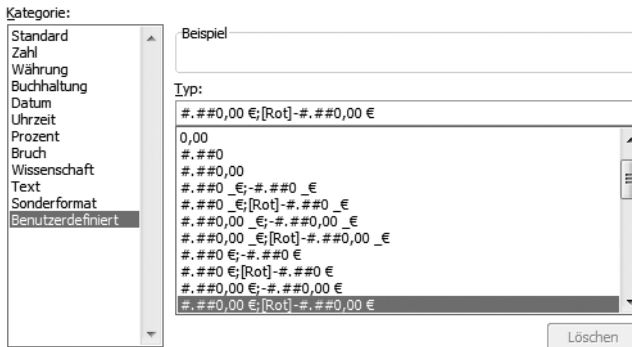 Kategorie:
Standard
Zahl
Währung
Buchhaltung
Datum
Uhrzeit
Prozent
Bruch
Wissenschaft
Text
Sonderformat
Benutzerdefiniert
Beispiel
Typ:
#.##0,00 €;[Rot]-#.##0,00 €
0,00
#.##0
#.##0,00
#.##0 _€;-#.##0 _€
#.##0 _€;[Rot]-#.##0 _€
#.##0,00 _€;-#.##0,00 _€
#.##0,00 _€;[Rot]-#.##0,00 _€
#.##0 €;-#.##0 €
#.##0 €;[Rot]-#.##0 €
#.##0,00 €;-#.##0,00 €
#.##0,00 €;[Rot]-#.##0,00 €
Löschen